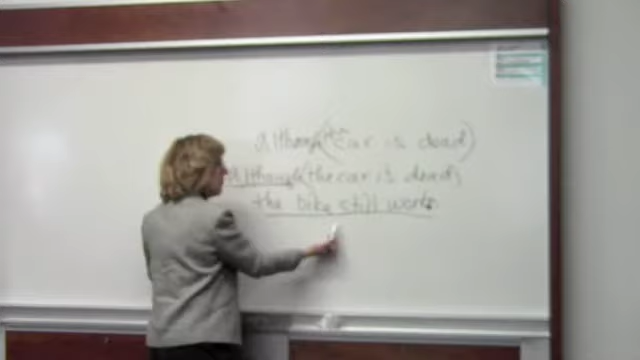 Although (the car is dead)
Although (the car is dead,
the bike still works.